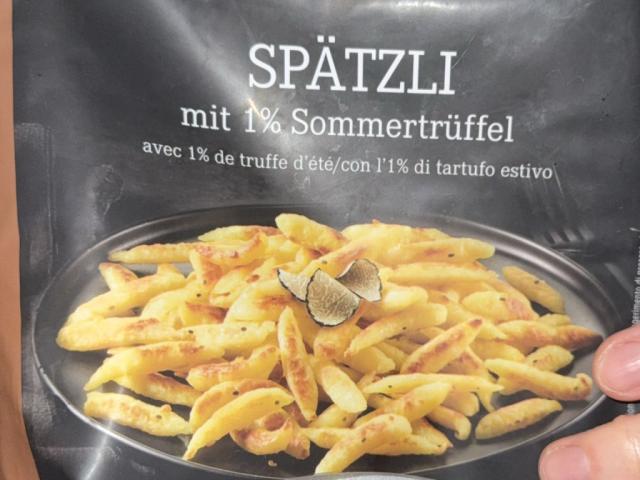 SPÄTZLI
mit 1% Sommertrüffel
avec 1% de truffe d'été/con l'1% di tartufo estivo